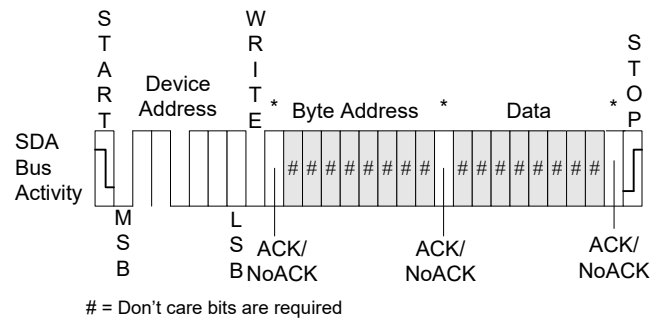 START
WRITE
STOP
Device
Address
* Byte Address * Data *
SDA
Bus
Activity
# # # # # # # # # # # # # # # #
MSB
LSB
ACK/
NoACK
ACK/
NoACK
ACK/
NoACK
# = Don't care bits are required